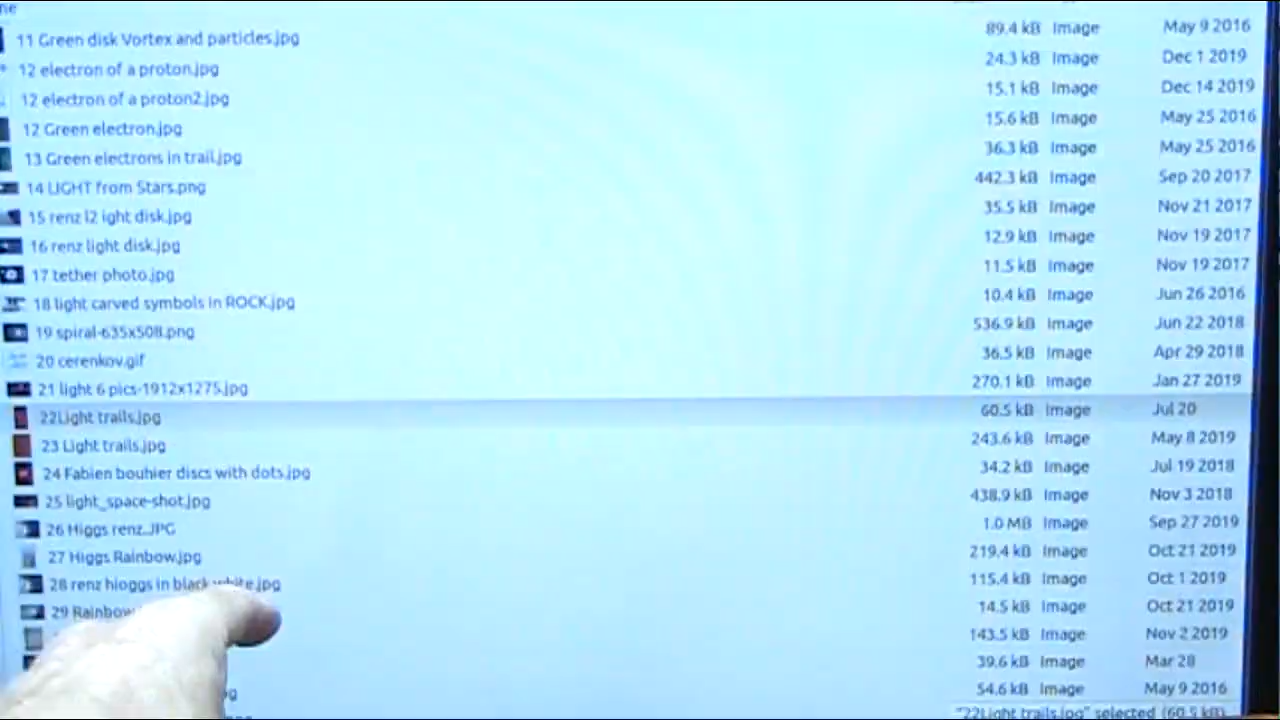 11 Green disk Vortex and particles.jpg 89.4 kB Image May 9 2016
12 electron of a proton.jpg 24.3 kB Image Dec 1 2019
12 electron of a proton2.jpg 15.1 kB Image Dec 14 2019
12 Green electron.jpg 15.6 kB Image May 25 2016
13 Green electrons in trail.jpg 36.3 kB Image May 25 2016
14 LIGHT from Stars.png 442.3 kB Image Sep 20 2017
15 renz l2 ight disk.jpg 35.5 kB Image Nov 21 2017
16 renz light disk.jpg 12.9 kB Image Nov 19 2017
17 tether photo.jpg 11.5 kB Image Nov 19 2017
18 light carved symbols in ROCK.jpg 10.4 kB Image Jun 26 2016
19 spiral-635x508.png 536.9 kB Image Jun 22 2018
20 cerenkov.gif 36.5 kB Image Apr 29 2018
21 light 6 pics-1912x1275.jpg 270.1 kB Image Jan 27 2019
22Light trails.jpg 60.5 kB Image Jul 20
23 Light trails.jpg 243.6 kB Image May 8 2019
24 Fabien bouhier discs with dots.jpg 34.2 kB Image Jul 19 2018
25 light_space-shot.jpg 438.9 kB Image Nov 3 2018
26 Higgs renz.JPG 1.0 MB Image Sep 27 2019
27 Higgs Rainbow.jpg 219.4 kB Image Oct 21 2019
28 renz hioggs in black white.jpg 115.4 kB Image Oct 1 2019
29 Rainbow 14.5 kB Image Oct 21 2019
143.5 kB Image Nov 2 2019
39.6 kB Image Mar 28
54.6 kB Image May 9 2016
"22Light trails.jpg" selected (60.5 kB)